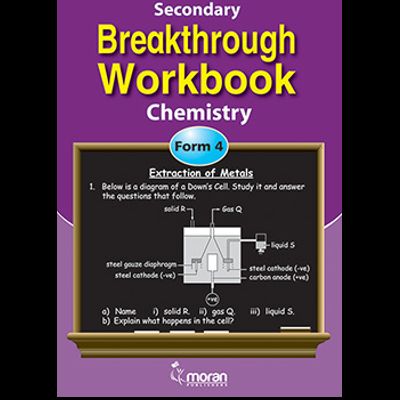 Secondary
Breakthrough
Workbook
Chemistry
Form 4
Extraction of Metals
1. Below is a diagram of a Down's Cell. Study it and answer
the questions that follow.
solid R
Gas Q
liquid S
steel gauze diaphragm
steel cathode (-ve)
steel cathode (-ve)
carbon anode (+ve)
+ve
a) Name i) solid R. ii) gas Q. iii) liquid S.
b) Explain what happens in the cell?
moran
PUBLISHERS